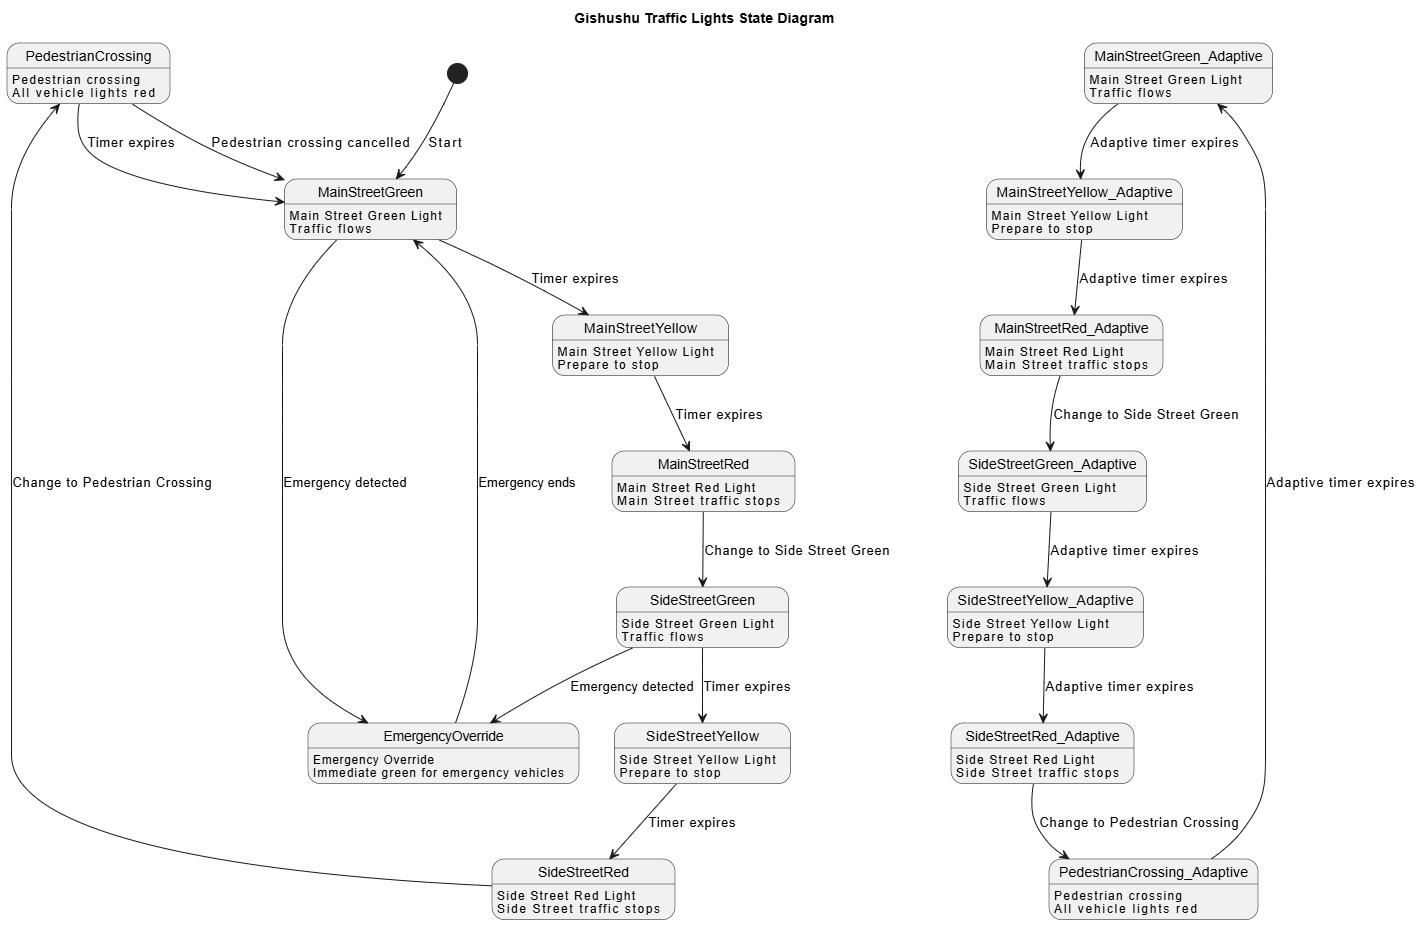 Gishushu Traffic Lights State Diagram
PedestrianCrossing
Pedestrian crossing
All vehicle lights red
Timer expires
Pedestrian crossing cancelled
Start
MainStreetGreen
Main Street Green Light
Traffic flows
Timer expires
MainStreetYellow
Main Street Yellow Light
Prepare to stop
Timer expires
MainStreetRed
Main Street Red Light
Main Street traffic stops
Change to Pedestrian Crossing
Emergency detected
Emergency ends
Change to Side Street Green
SideStreetGreen
Side Street Green Light
Traffic flows
Emergency detected
Timer expires
EmergencyOverride
Emergency Override
Immediate green for emergency vehicles
SideStreetYellow
Side Street Yellow Light
Prepare to stop
Timer expires
SideStreetRed
Side Street Red Light
Side Street traffic stops
MainStreetGreen_Adaptive
Main Street Green Light
Traffic flows
Adaptive timer expires
MainStreetYellow_Adaptive
Main Street Yellow Light
Prepare to stop
Adaptive timer expires
MainStreetRed_Adaptive
Main Street Red Light
Main Street traffic stops
Change to Side Street Green
SideStreetGreen_Adaptive
Side Street Green Light
Traffic flows
Adaptive timer expires
Adaptive timer expires
SideStreetYellow_Adaptive
Side Street Yellow Light
Prepare to stop
Adaptive timer expires
SideStreetRed_Adaptive
Side Street Red Light
Side Street traffic stops
Change to Pedestrian Crossing
PedestrianCrossing_Adaptive
Pedestrian crossing
All vehicle lights red